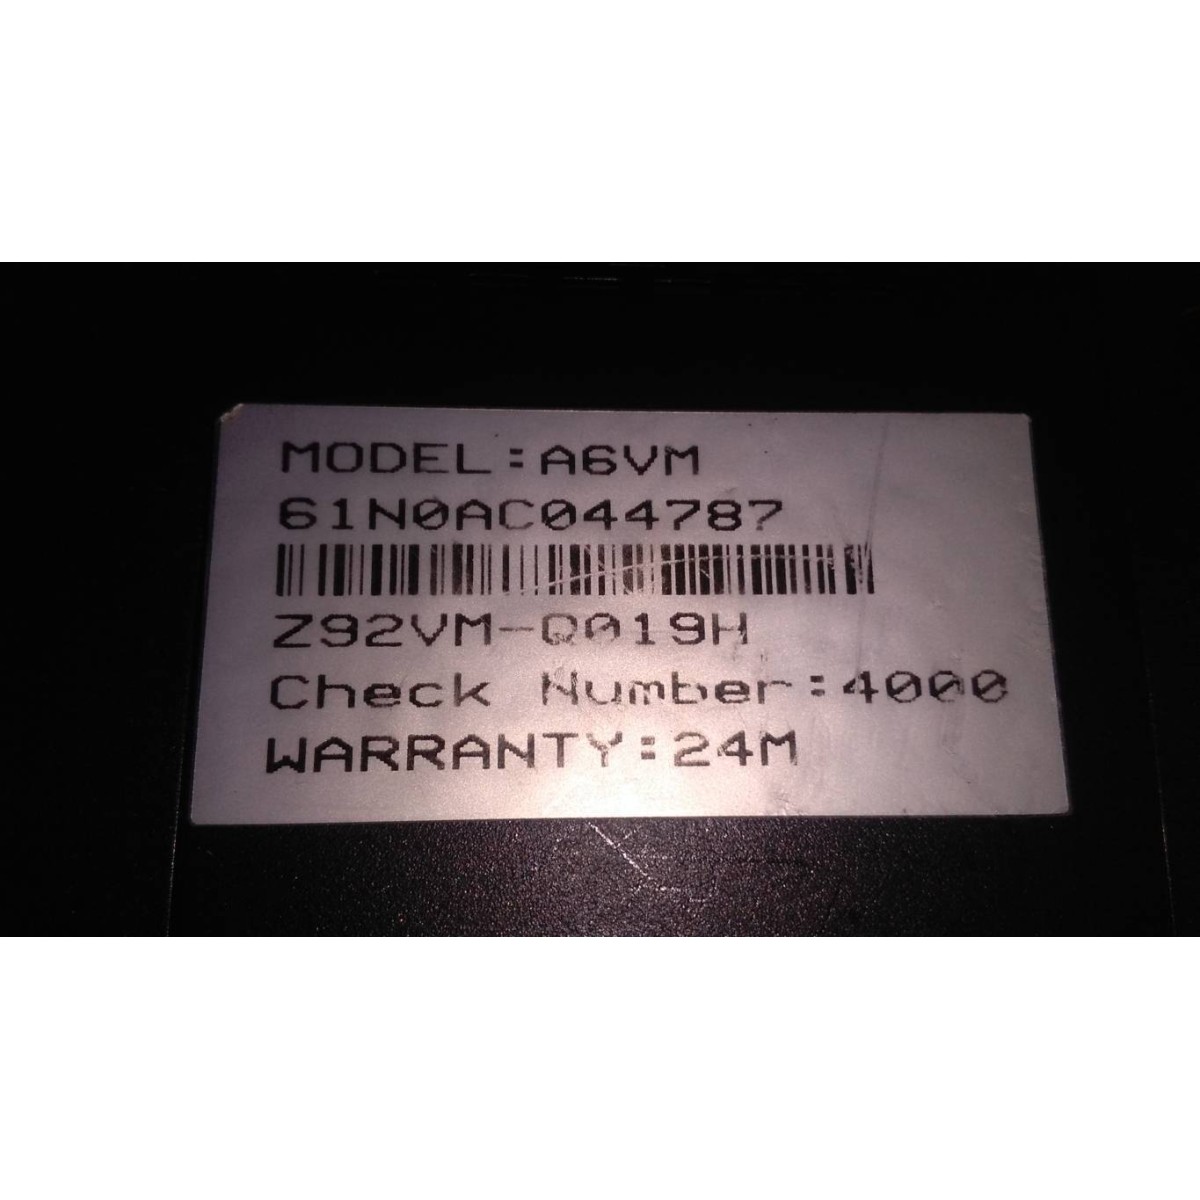 MODEL:A6VM
61N0AC044787
Z92VM-Q019H
Check Number:4000
WARRANTY:24M